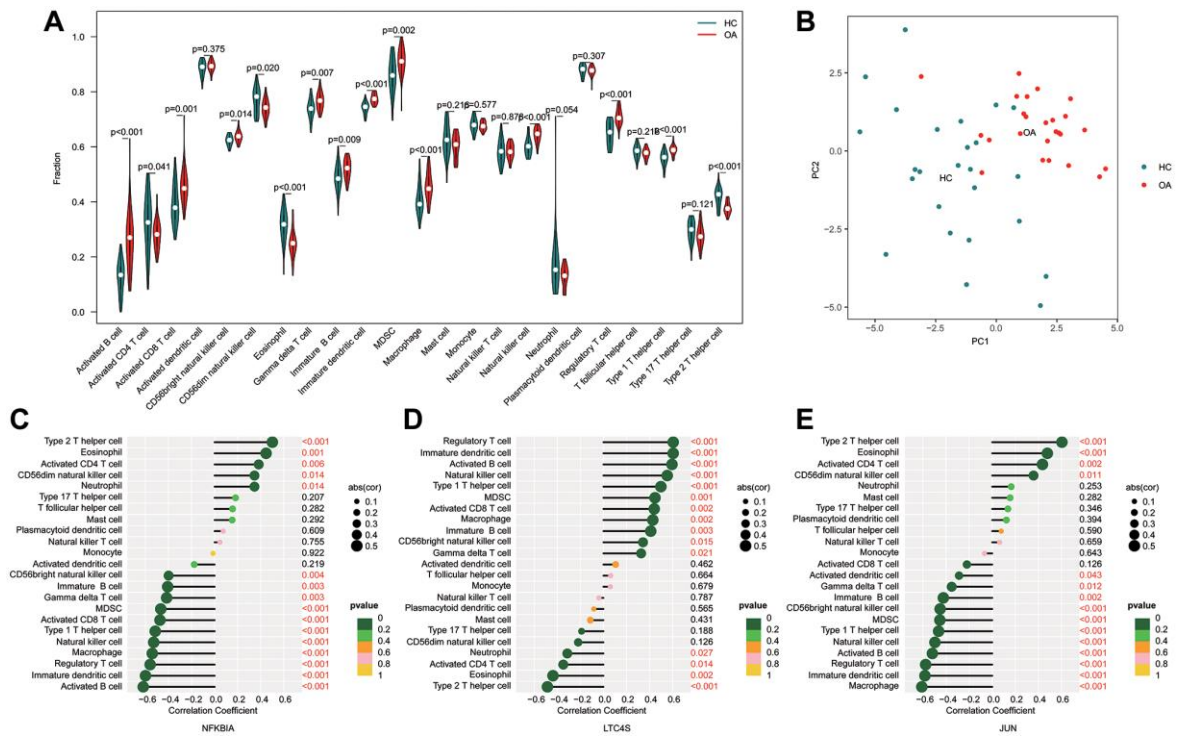 A
HC
OA
Fraction
1.0
0.8
0.6
0.4
0.2
0.0
p<0.001
p=0.041
p<0.001
p=0.375
p=0.014
p=0.020
p<0.001
p=0.007
p=0.009
p<0.001
p=0.002
p<0.001
p=0.577
p<0.001
p=0.054
p=0.307
p<0.001
p<0.001
p=0.121
p<0.001
Activated B cell
Activated CD4 T cell
Activated CD8 T cell
Activated dendritic cell
CD56bright natural killer cell
CD56dim natural killer cell
Eosinophil
Gamma delta T cell
Immature B cell
Immature dendritic cell
MDSC
Macrophage
Mast cell
Monocyte
Natural killer T cell
Natural killer cell
Neutrophil
Plasmacytoid dendritic cell
Regulatory T cell
T follicular helper cell
Type 1 T helper cell
Type 17 T helper cell
Type 2 T helper cell
B
PC2
2.5
0.0
−2.5
−5.0
OA
HC
HC
OA
−5.0
−2.5
0.0
2.5
5.0
PC1
C
Type 2 T helper cell <0.001
Eosinophil 0.001
Activated CD4 T cell 0.006
CD56dim natural killer cell 0.014
Neutrophil 0.014
Type 17 T helper cell 0.207
T follicular helper cell 0.282
Mast cell 0.292
Plasmacytoid dendritic cell 0.609
Natural killer T cell 0.755
Monocyte 0.922
Activated dendritic cell 0.219
CD56bright natural killer cell 0.004
Immature B cell 0.003
Gamma delta T cell 0.003
MDSC <0.001
Activated CD8 T cell <0.001
Type 1 T helper cell <0.001
Natural killer cell <0.001
Macrophage <0.001
Regulatory T cell <0.001
Immature dendritic cell <0.001
Activated B cell <0.001
−0.6 −0.4 −0.2 0.0 0.2 0.4 0.6
Correlation Coefficient
NFKBIA
abs(cor)
0.1
0.2
0.3
0.4
0.5
pvalue
0
0.2
0.4
0.6
0.8
1
D
Regulatory T cell <0.001
Immature dendritic cell <0.001
Activated B cell <0.001
Natural killer cell <0.001
Type 1 T helper cell <0.001
MDSC 0.001
Activated CD8 T cell 0.002
Macrophage 0.002
Immature B cell 0.003
CD56bright natural killer cell 0.015
Gamma delta T cell 0.021
Activated dendritic cell 0.462
T follicular helper cell 0.664
Monocyte 0.679
Natural killer T cell 0.787
Plasmacytoid dendritic cell 0.565
Mast cell 0.431
Type 17 T helper cell 0.188
CD56dim natural killer cell 0.126
Neutrophil 0.027
Activated CD4 T cell 0.014
Eosinophil 0.002
Type 2 T helper cell <0.001
−0.6 −0.4 −0.2 0.0 0.2 0.4 0.6
Correlation Coefficient
LTC4S
abs(cor)
0.1
0.2
0.3
0.4
0.5
pvalue
0
0.2
0.4
0.6
0.8
1
E
Type 2 T helper cell <0.001
Eosinophil <0.001
Activated CD4 T cell 0.002
CD56dim natural killer cell 0.011
Neutrophil 0.253
Mast cell 0.282
Type 17 T helper cell 0.346
Plasmacytoid dendritic cell 0.394
T follicular helper cell 0.590
Natural killer T cell 0.659
Monocyte 0.643
Activated CD8 T cell 0.126
Activated dendritic cell 0.043
Gamma delta T cell 0.012
Immature B cell 0.002
CD56bright natural killer cell <0.001
MDSC <0.001
Type 1 T helper cell <0.001
Natural killer cell <0.001
Activated B cell <0.001
Regulatory T cell <0.001
Immature dendritic cell <0.001
Macrophage <0.001
−0.6 −0.4 −0.2 0.0 0.2 0.4 0.6
Correlation Coefficient
JUN
abs(cor)
0.1
0.2
0.3
0.4
0.5
pvalue
0
0.2
0.4
0.6
0.8
1